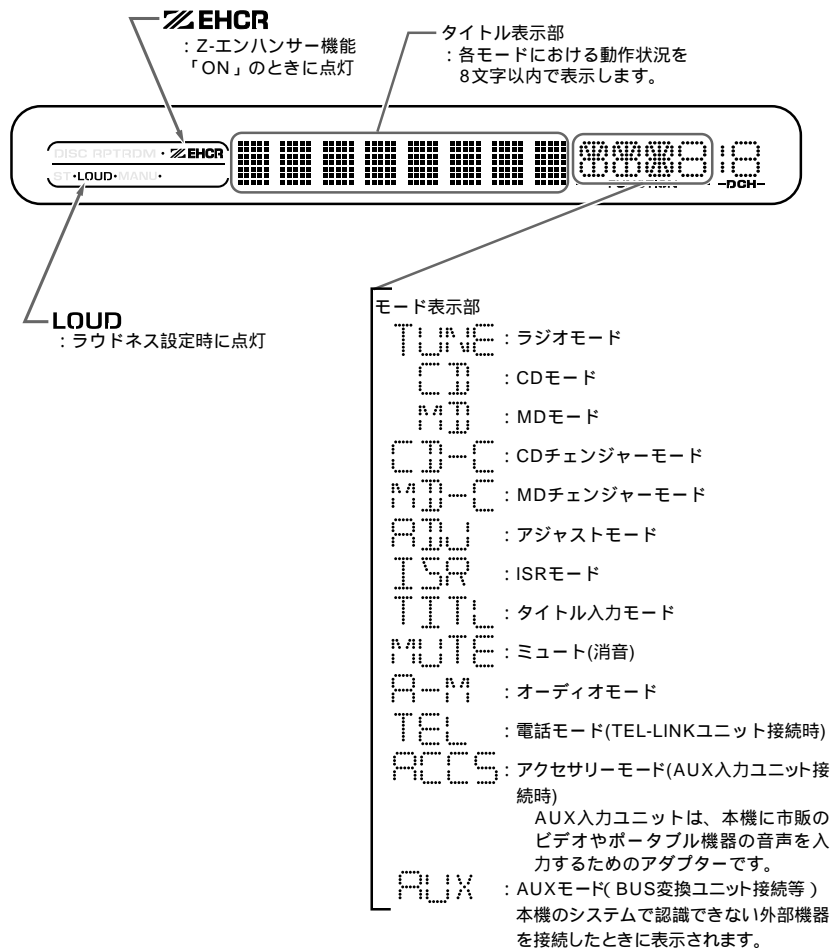 Z EHCR
：Z-エンハンサー機能
「ON」のときに点灯
タイトル表示部
：各モードにおける動作状況を
8文字以内で表示します。
DISC RPTRDM・Z EHCR
ST・LOUD・MANU・
-DCH-
LOUD
：ラウドネス設定時に点灯
モード表示部
TUNE：ラジオモード
CD：CDモード
MD：MDモード
CD-C：CDチェンジャーモード
MD-C：MDチェンジャーモード
ADJ：アジャストモード
ISR：ISRモード
TITL：タイトル入力モード
MUTE：ミュート(消音)
A-M：オーディオモード
TEL：電話モード(TEL-LINKユニット接続時)
ACCS：アクセサリーモード(AUX入力ユニット接
続時)
AUX入力ユニットは、本機に市販の
ビデオやポータブル機器の音声を入
力するためのアダプターです。
AUX：AUXモード( BUS変換ユニット接続等 )
本機のシステムで認識できない外部機器
を接続したときに表示されます。